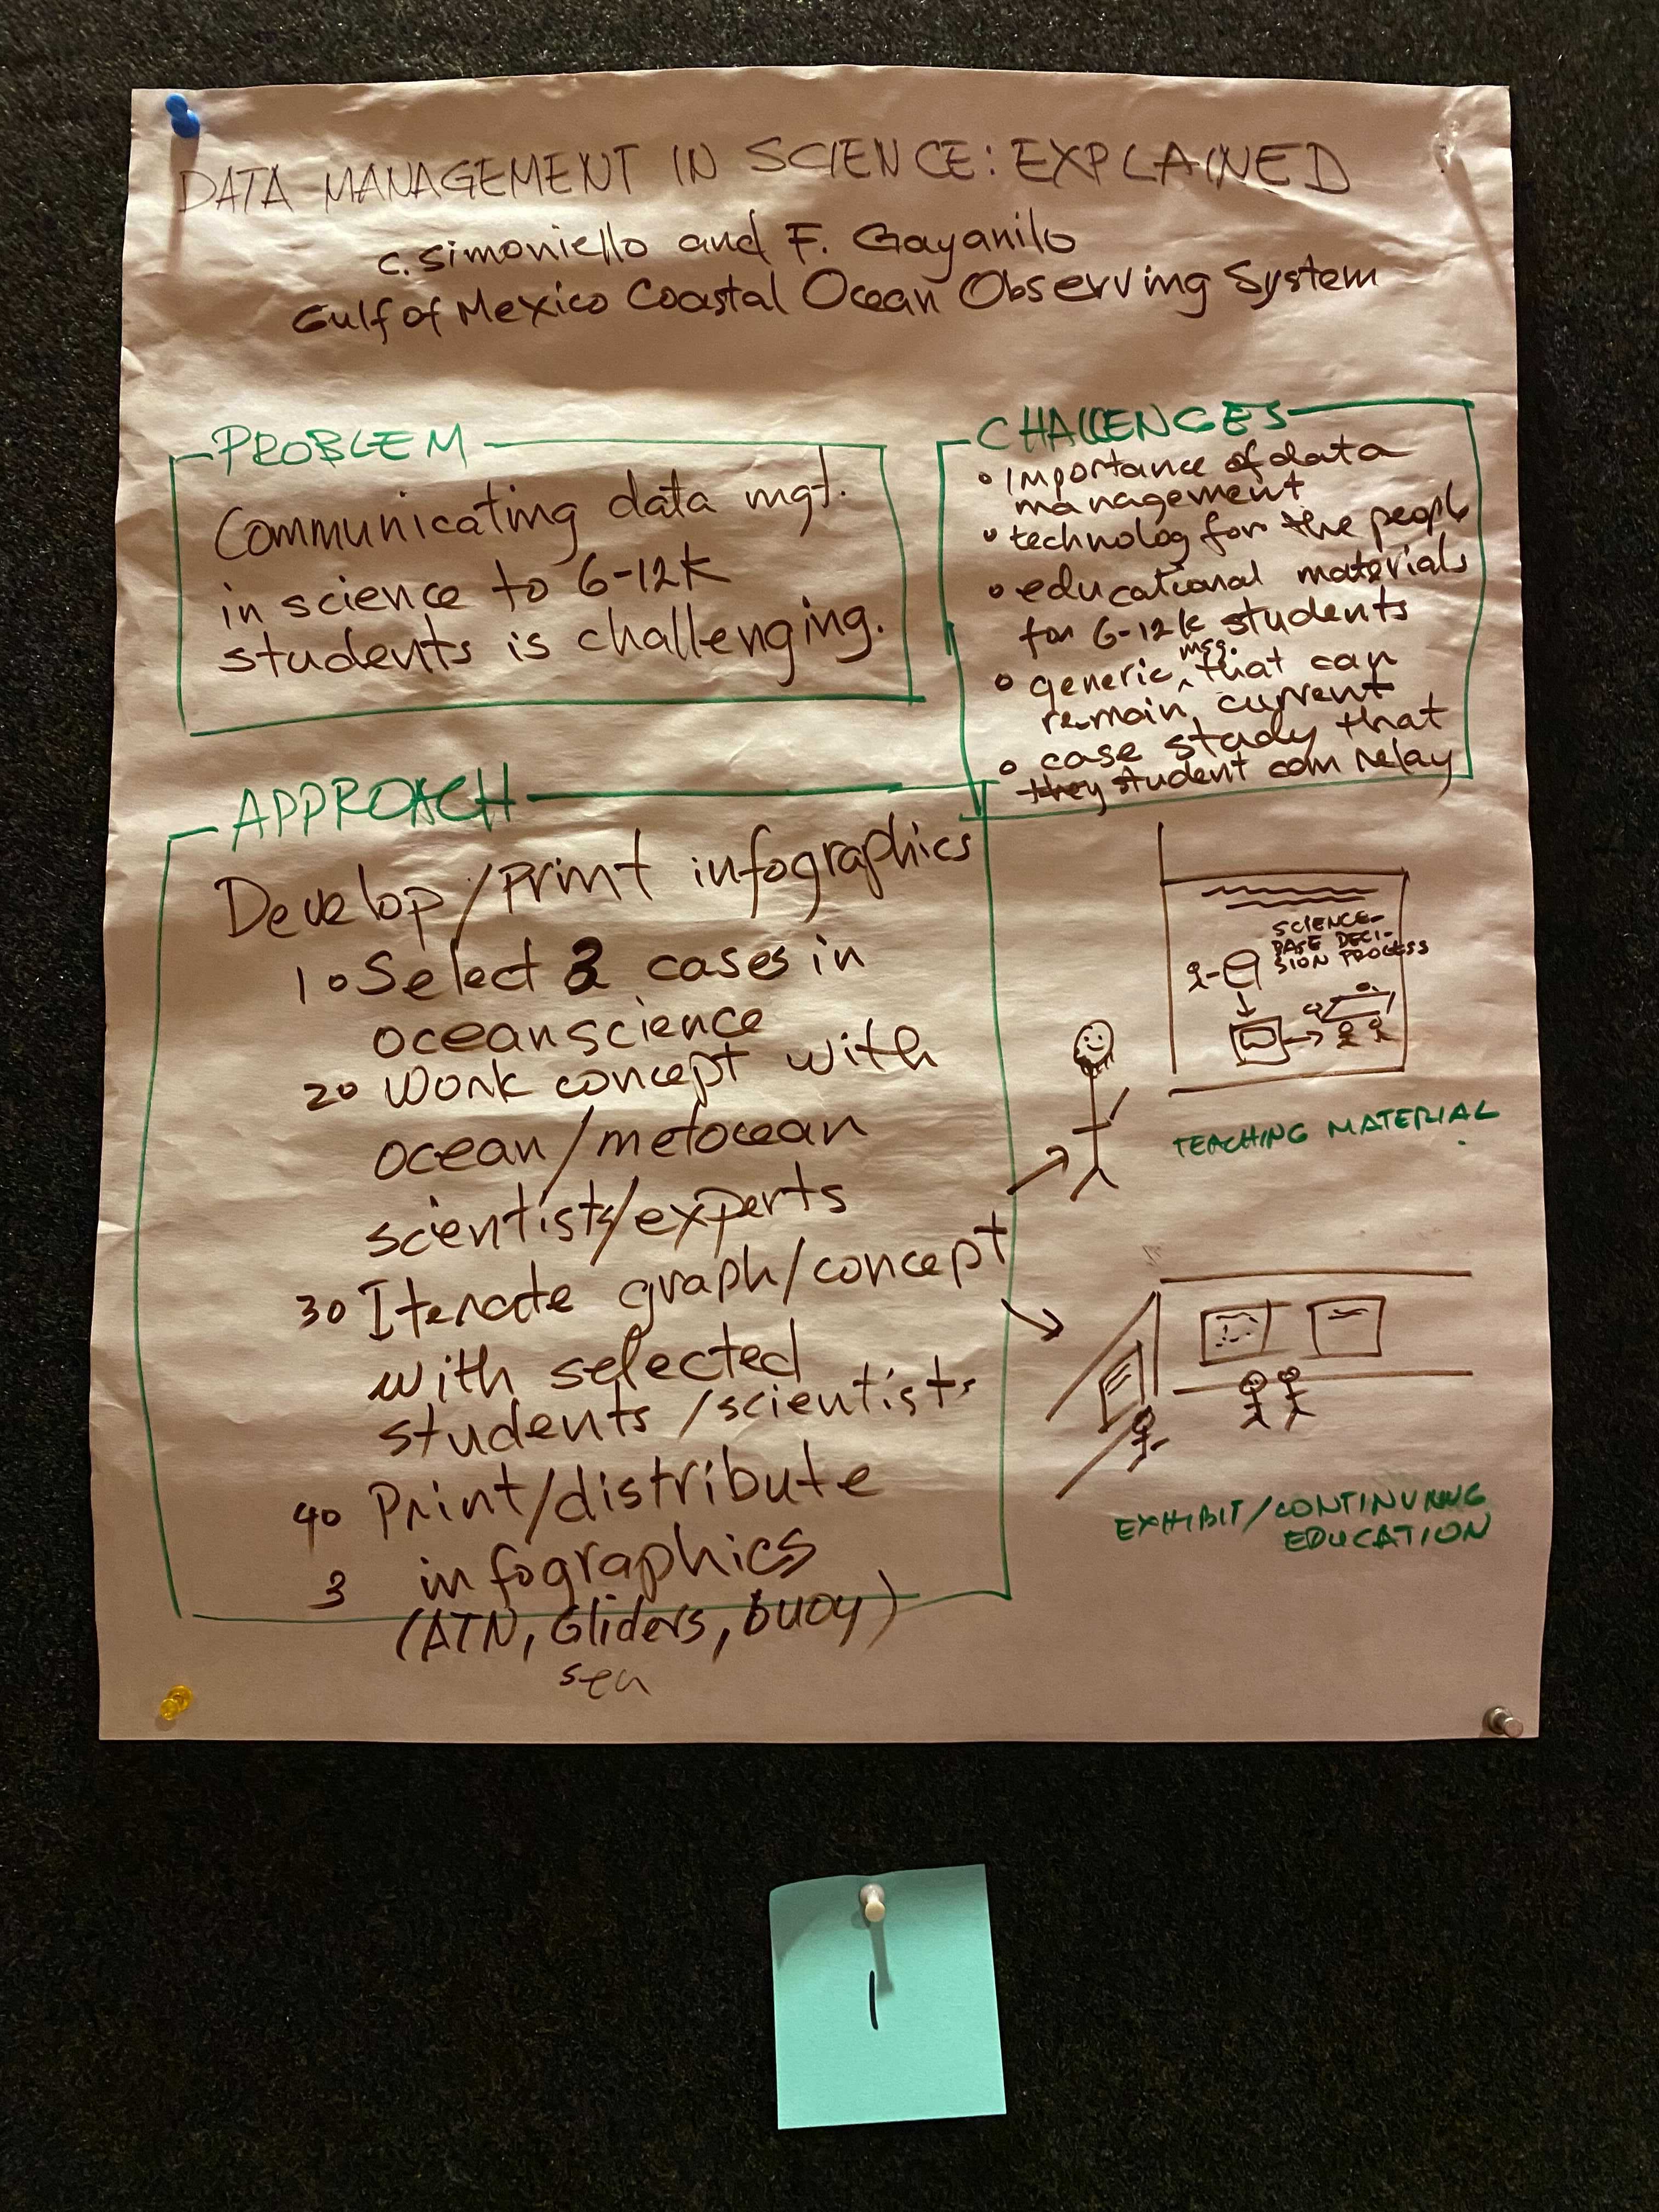 DATA MANAGEMENT IN SCIENCE: EXPLAINED
C. Simoniello and F. Gayanilo
Gulf of Mexico Coastal Ocean Observing System
PROBLEM
Communicating data mgt.
in science to 6-12K
students is challenging.
CHALLENGES
• importance of data
management
• technolog for the people
• educational materials
for 6-12k students
• generic msg. that can
remain current
• case study that
they student can relay
APPROACH
Develop/print infographics
1. Select cases in
ocean science
2. Work concept with
ocean/metocean
scientists/experts
3. Iterate graph/concept
with selected
students/scientists
4. Print/distribute
3 infographics
(ATN, Gliders, buoy)
SCIENCE-
BASE DECI-
SION PROCESS
TEACHING MATERIAL
EXHIBIT/CONTINUING
EDUCATION
1